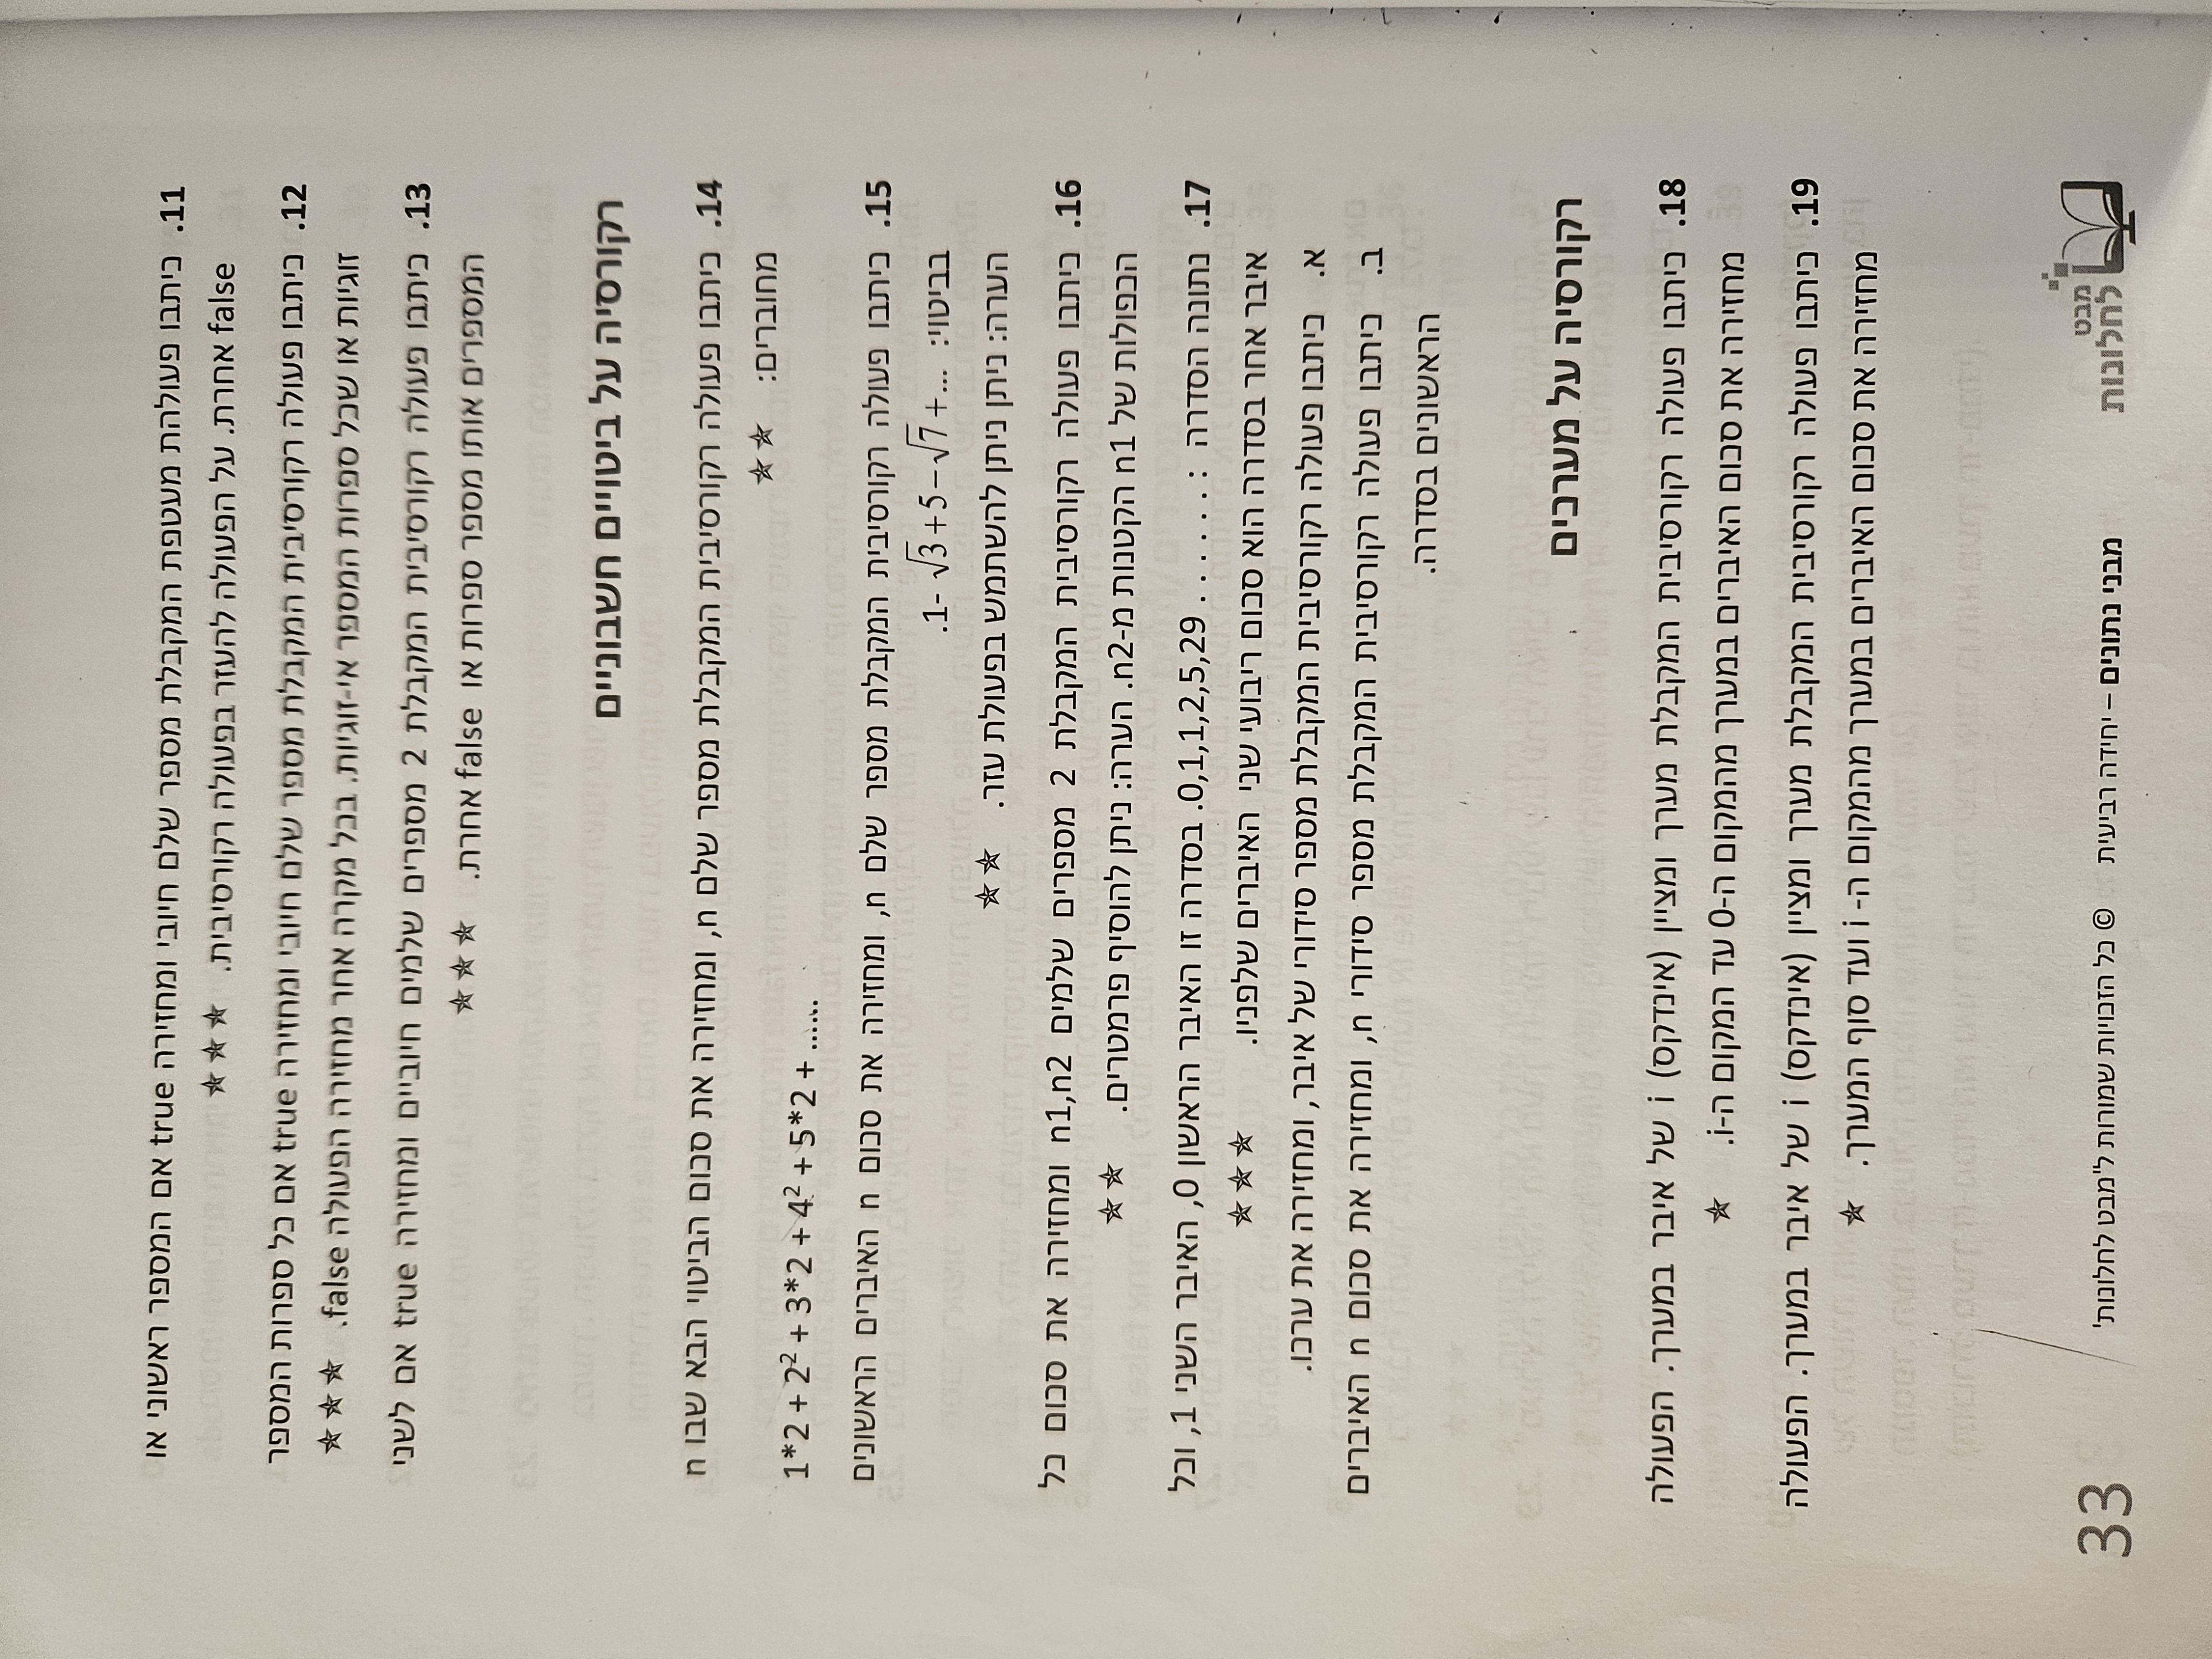 11. כיתבו פעולהת מעטפת המקבלת מספר שלם חיובי ומחזירה true אם המספר ראשוני או
false אחרת. על הפעולה להעזר בפעולה רקורסיבית. ✯✯✯
12. כיתבו פעולה רקורסיבית המקבלת מספר שלם חיובי ומחזירה true אם כל ספרות המספר
זוגיות או שכל ספרות המספר אי-זוגיות. בכל מקרה אחר מחזירה הפעולה false. ✯✯✯
13. כיתבו פעולה רקורסיבית המקבלת 2 מספרים שלמים חיוביים ומחזירה true אם לשני
המספרים אותו מספר ספרות או false אחרת. ✯✯✯
רקורסיה על ביטויים חשבוניים
14. כיתבו פעולה רקורסיבית המקבלת מספר שלם n, ומחזירה את סכום הביטוי הבא שבו n
מחוברים: ✯✯
1*2 + 2² + 3*2 + 4² + 5*2 + ......
15. כיתבו פעולה רקורסיבית המקבלת מספר שלם n, ומחזירה את סכום n האיברים הראשונים
בביטוי: 1- √3+5−√7+....
הערה: ניתן ניתן להשתמש בפעולת עזר. ✯✯
16. כיתבו פעולה רקורסיבית המקבלת 2 מספרים שלמים n1,n2 ומחזירה את סכום כל
הכפולות של n1 הקטנות מ-n2. הערה: ניתן להוסיף פרמטרים. ✯✯
17. נתונה הסדרה : 0,1,1,2,5,29 . . . . . .. בסדרה זו האיבר הראשון 0, האיבר השני 1, וכל
איבר אחר בסדרה הוא סכום ריבועי שני האיברים שלפניו. ✯✯✯
א. כיתבו פעולה רקורסיבית המקבלת מספר סידורי של איבר, ומחזירה את ערכו.
ב. כיתבו פעולה רקורסיבית המקבלת מספר סידורי n, ומחזירה את סכום n האיברים
הראשונים בסדרה.
רקורסיה על מערכים
18. כיתבו פעולה רקורסיבית המקבלת מערך ומציין (אינדקס) i של איבר במערך. הפעולה
מחזירה את סכום האיברים במערך מהמקום ה-0 עד המקום ה-i. ✯
19. כיתבו פעולה רקורסיבית המקבלת מערך ומציין (אינדקס) i של איבר במערך. הפעולה
מחזירה את סכום האיברים במערך מהמקום ה- i ועד סוף המערך. ✯
מבט
לחלונות
מבני נתונים – יחידה רביעית © כל הזכויות שמורות ל'מבט לחלונות'
33